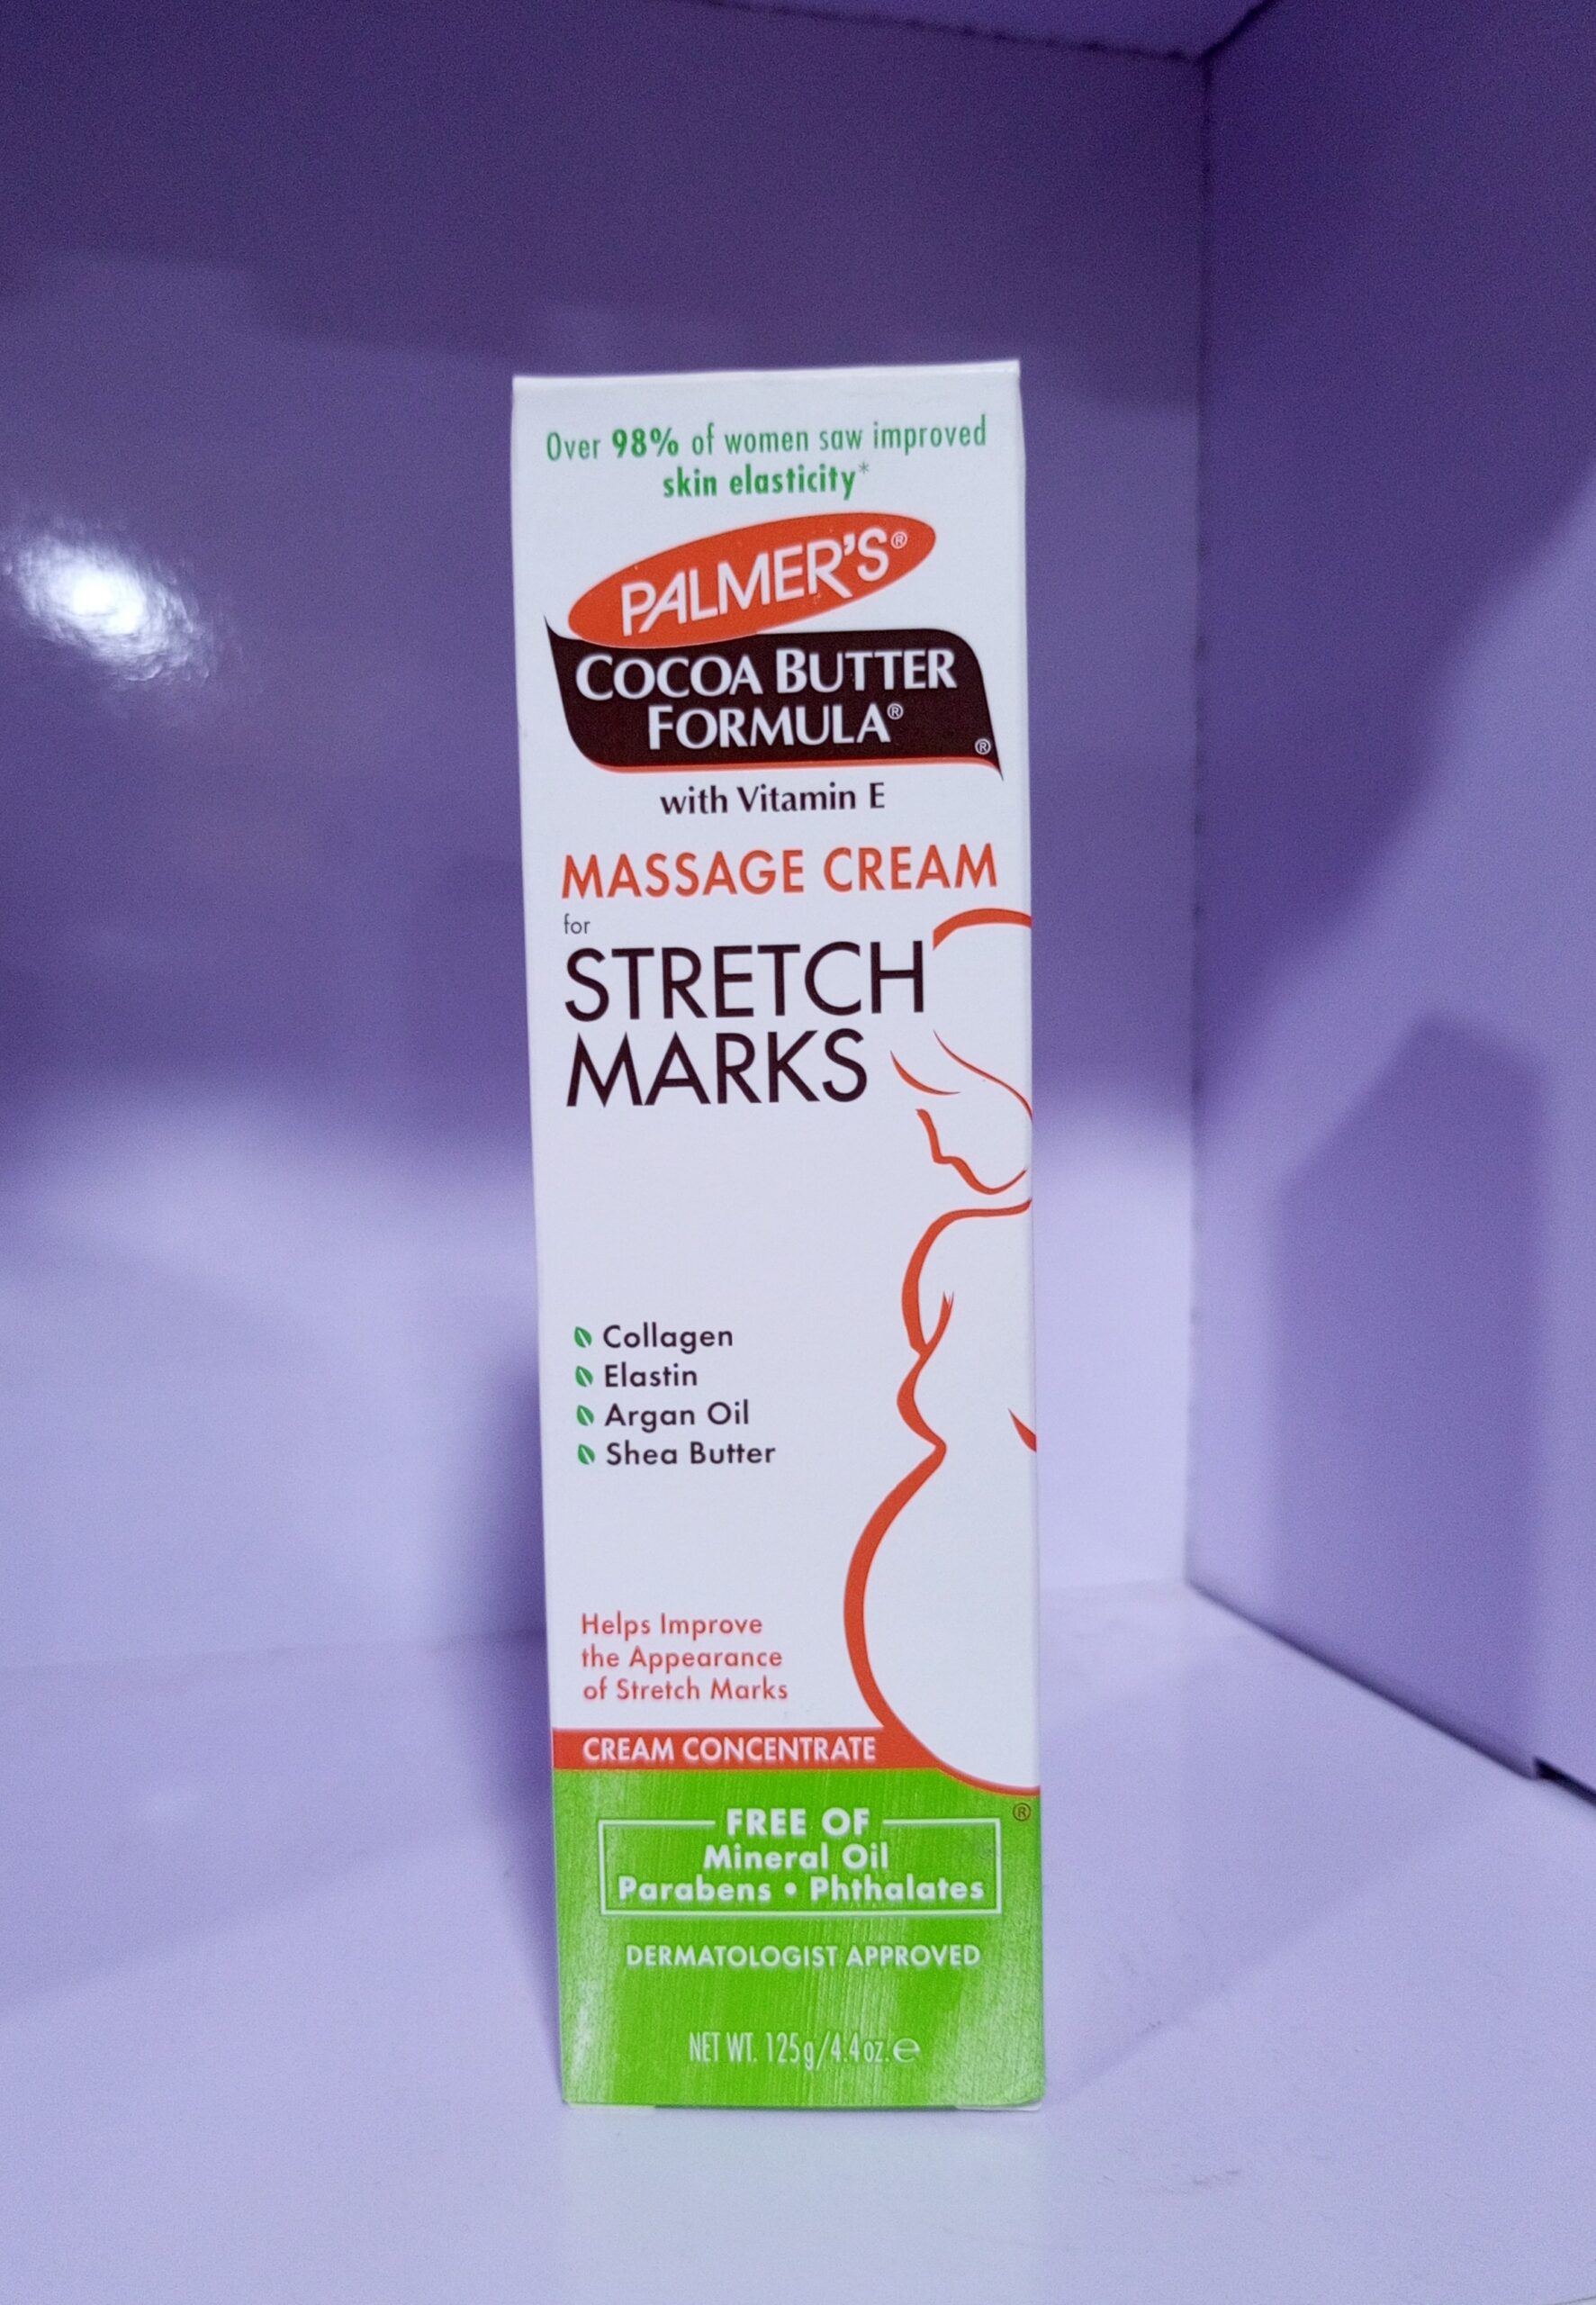 Over 98% of women saw improved
skin elasticity*
PALMER'S®
COCOA BUTTER
FORMULA®
®
with Vitamin E
MASSAGE CREAM
for
STRETCH
MARKS
Collagen
Elastin
Argan Oil
Shea Butter
Helps Improve
the Appearance
of Stretch Marks
CREAM CONCENTRATE
®
FREE OF
Mineral Oil
Parabens • Phthalates
DERMATOLOGIST APPROVED
NET WT. 125g/4.4oz.℮